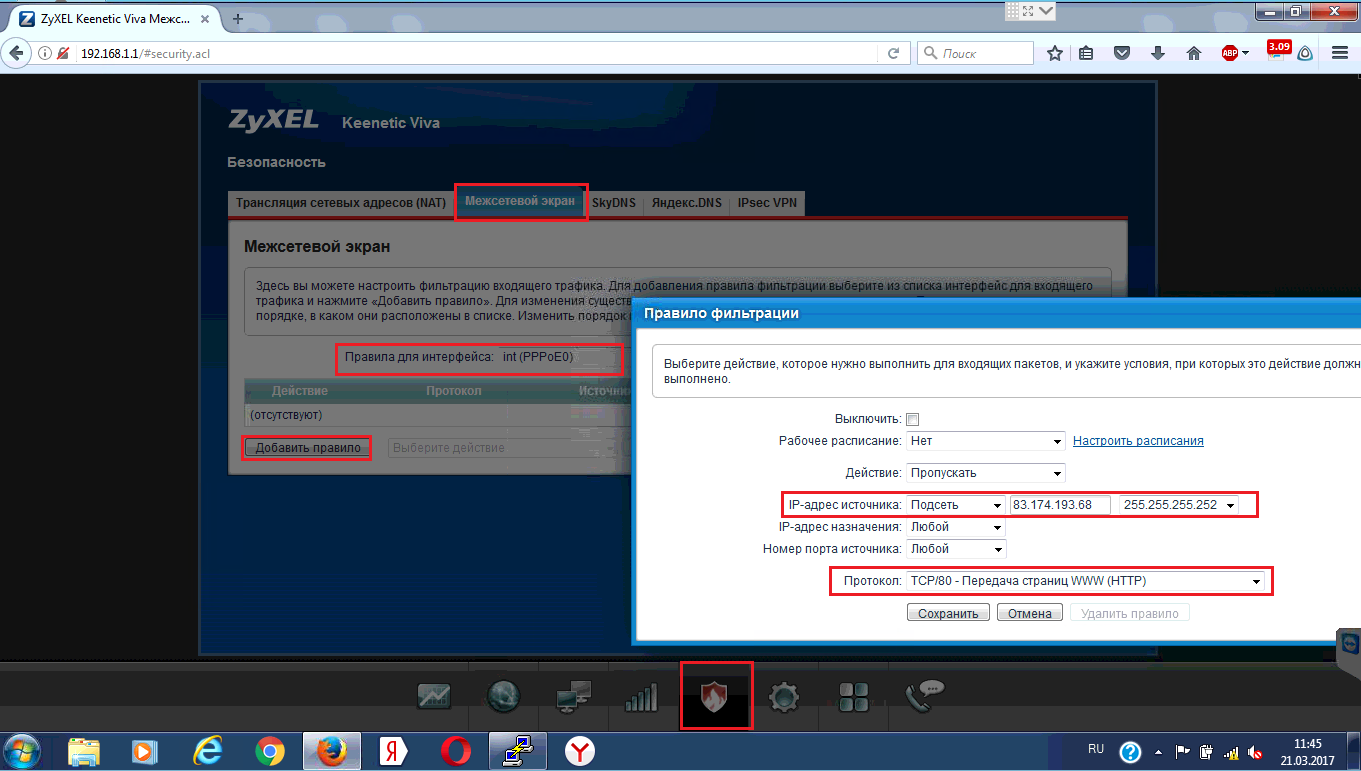 ZyXEL Keenetic Viva Межс...
192.168.1.1/#security.acl
Поиск
ABP
3.09
ZyXEL Keenetic Viva
Безопасность
Трансляция сетевых адресов (NAT) Межсетевой экран SkyDNS Яндекс.DNS IPsec VPN
Межсетевой экран
Здесь вы можете настроить фильтрацию входящего трафика. Для добавления правила фильтрации выберите из списка интерфейс для входящего
трафика и нажмите «Добавить правило». Для изменения сущес
порядке, в каком они расположены в списке. Изменить порядок
Правила для интерфейса: int (PPPoE0)
Действие Протокол Источни
(отсутствуют)
Добавить правило Выберите действие
Правило фильтрации
Выберите действие, которое нужно выполнить для входящих пакетов, и укажите условия, при которых это действие должн
выполнено.
Выключить:
Рабочее расписание: Нет Настроить расписания
Действие: Пропускать
IP-адрес источника: Подсеть 83.174.193.68 255.255.255.252
IP-адрес назначения: Любой
Номер порта источника: Любой
Протокол: TCP/80 - Передача страниц WWW (HTTP)
Сохранить Отмена Удалить правило
RU
11:45
21.03.2017